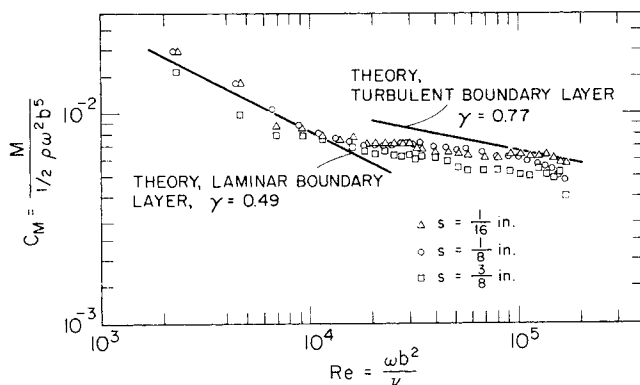 C_M = M / (1/2 ρω²b⁵)
10⁻²
10⁻³
THEORY,
TURBULENT BOUNDARY LAYER
γ = 0.77
THEORY, LAMINAR BOUNDARY
LAYER, γ = 0.49
△ s = 1/16 in.
○ s = 1/8 in.
□ s = 3/8 in.
10³ 10⁴ 10⁵
Re = ωb²/ν